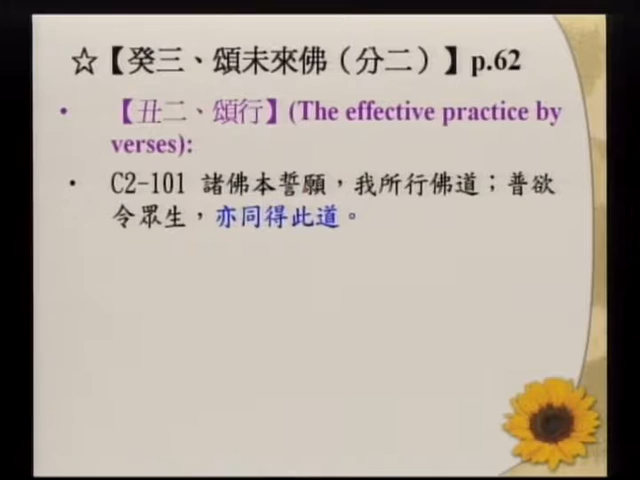 ☆【癸三、頌未來佛（分二）】p.62
• 【丑二、頌行】(The effective practice by
verses):
• C2-101 諸佛本誓願，我所行佛道；普欲
令眾生，亦同得此道。